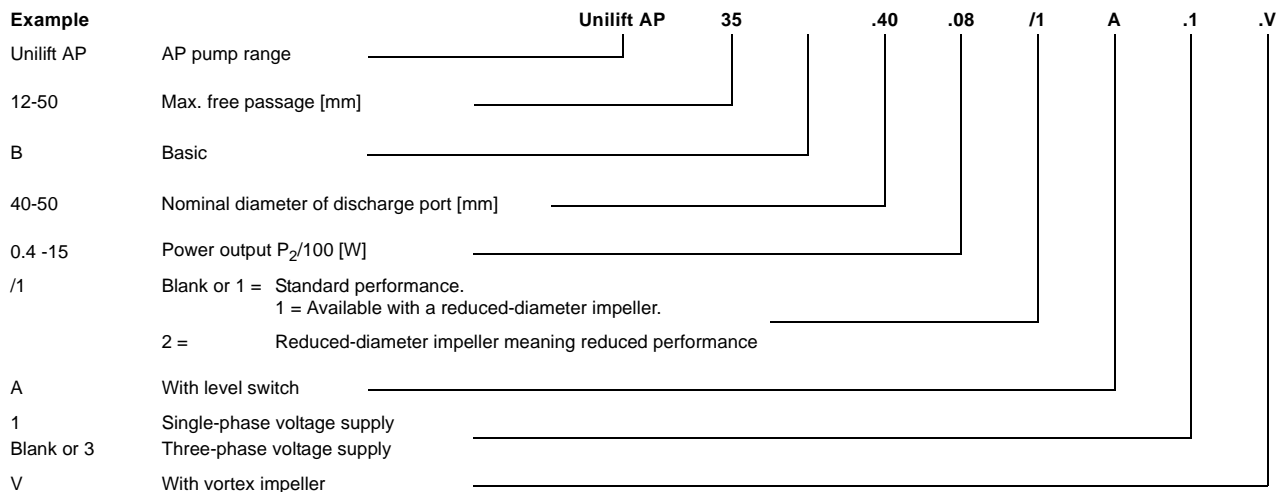 Example Unilift AP 35 .40 .08 /1 A .1 .V
Unilift AP AP pump range
12-50 Max. free passage [mm]
B Basic
40-50 Nominal diameter of discharge port [mm]
0.4 -15 Power output P2/100 [W]
/1 Blank or 1 = Standard performance.
1 = Available with a reduced-diameter impeller.
2 = Reduced-diameter impeller meaning reduced performance
A With level switch
1 Single-phase voltage supply
Blank or 3 Three-phase voltage supply
V With vortex impeller